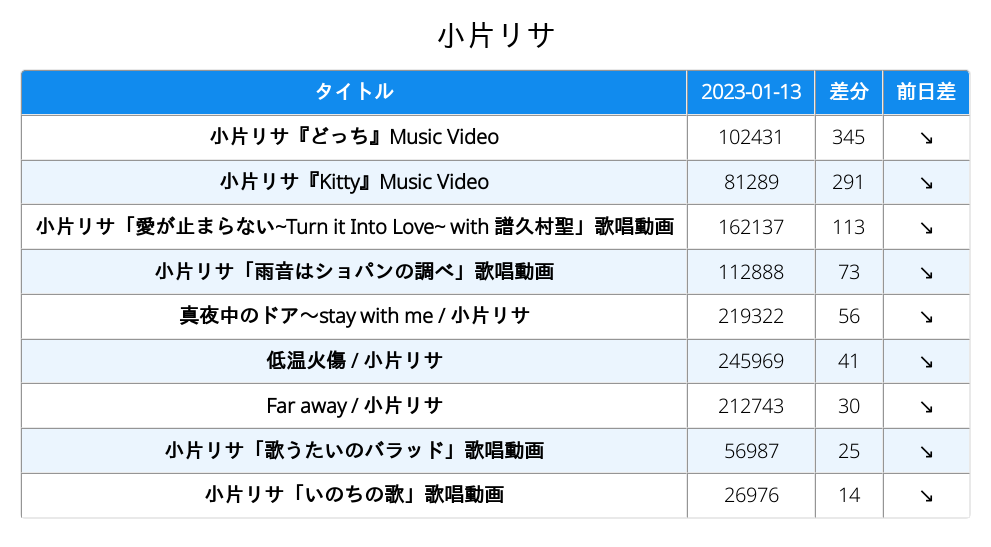 小片リサ
タイトル 2023-01-13 差分 前日差
小片リサ『どっち』Music Video 102431 345 ↘
小片リサ『Kitty』Music Video 81289 291 ↘
小片リサ「愛が止まらない~Turn it Into Love~ with 譜久村聖」歌唱動画 162137 113 ↘
小片リサ「雨音はショパンの調べ」歌唱動画 112888 73 ↘
真夜中のドア～stay with me / 小片リサ 219322 56 ↘
低温火傷 / 小片リサ 245969 41 ↘
Far away / 小片リサ 212743 30 ↘
小片リサ「歌うたいのバラッド」歌唱動画 56987 25 ↘
小片リサ「いのちの歌」歌唱動画 26976 14 ↘